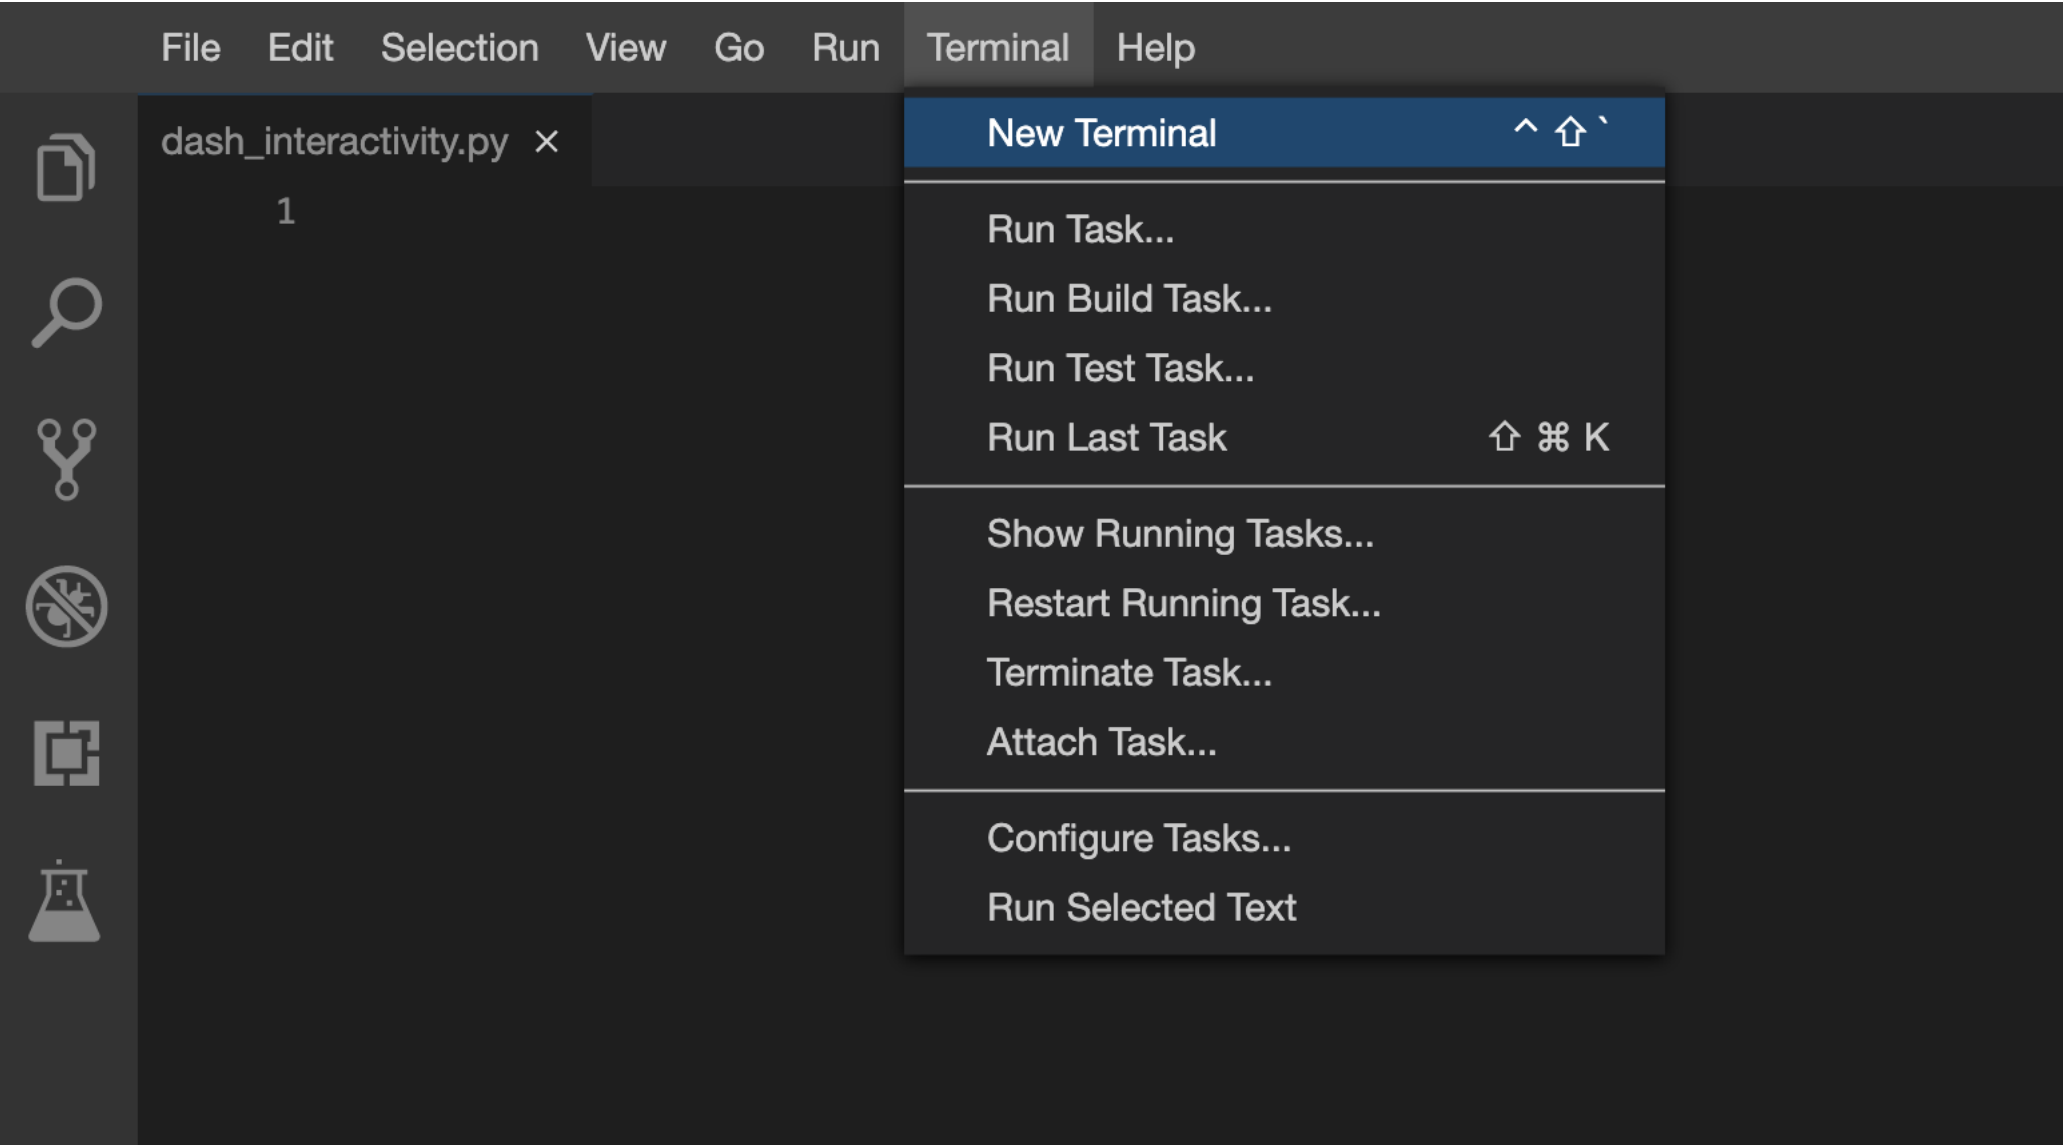 File Edit Selection View Go Run Terminal Help
dash_interactivity.py ×
1
New Terminal ^ ⇧ `
Run Task...
Run Build Task...
Run Test Task...
Run Last Task ⇧ ⌘ K
Show Running Tasks...
Restart Running Task...
Terminate Task...
Attach Task...
Configure Tasks...
Run Selected Text